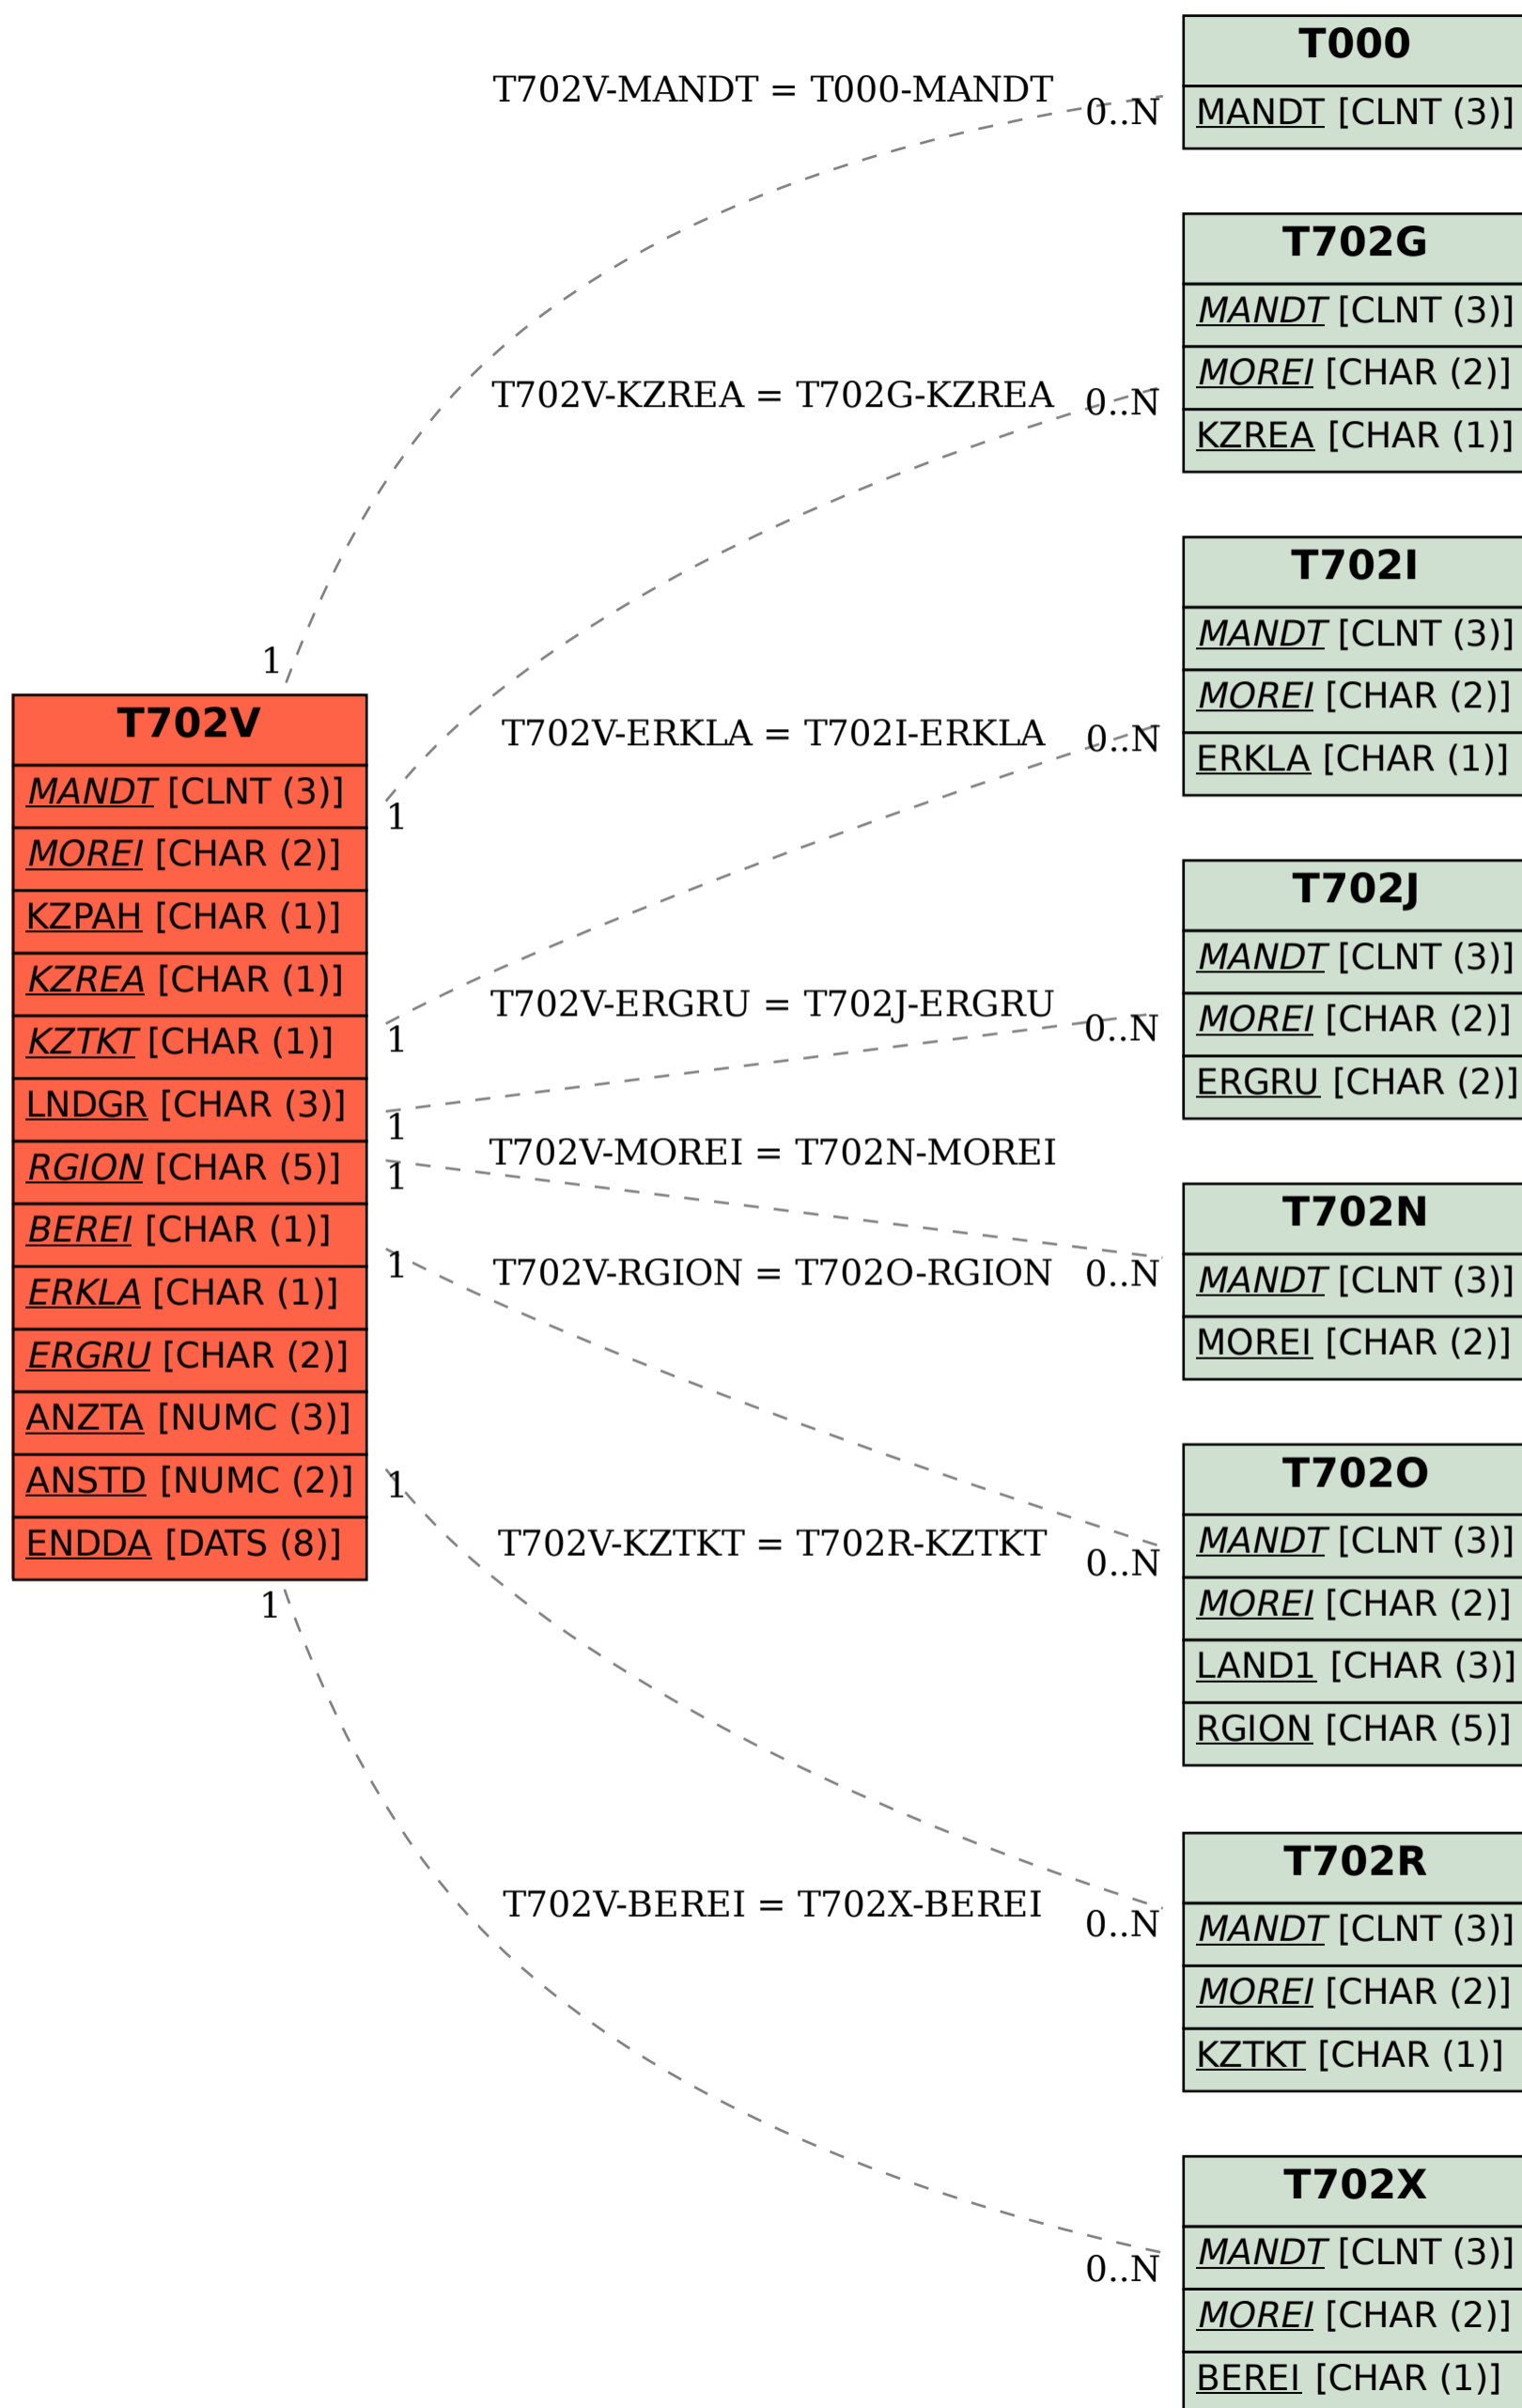 T702V
MANDT [CLNT (3)]
MOREI [CHAR (2)]
KZPAH [CHAR (1)]
KZREA [CHAR (1)]
KZTKT [CHAR (1)]
LNDGR [CHAR (3)]
RGION [CHAR (5)]
BEREI [CHAR (1)]
ERKLA [CHAR (1)]
ERGRU [CHAR (2)]
ANZTA [NUMC (3)]
ANSTD [NUMC (2)]
ENDDA [DATS (8)]
T702V-MANDT = T000-MANDT
0..N
1
T702V-KZREA = T702G-KZREA
0..N
1
T702V-ERKLA = T702I-ERKLA
0..N
1
T702V-ERGRU = T702J-ERGRU
0..N
1
T702V-MOREI = T702N-MOREI
0..N
1
T702V-RGION = T702O-RGION
0..N
1
T702V-KZTKT = T702R-KZTKT
0..N
1
T702V-BEREI = T702X-BEREI
0..N
1
T000
MANDT [CLNT (3)]
T702G
MANDT [CLNT (3)]
MOREI [CHAR (2)]
KZREA [CHAR (1)]
T702I
MANDT [CLNT (3)]
MOREI [CHAR (2)]
ERKLA [CHAR (1)]
T702J
MANDT [CLNT (3)]
MOREI [CHAR (2)]
ERGRU [CHAR (2)]
T702N
MANDT [CLNT (3)]
MOREI [CHAR (2)]
T702O
MANDT [CLNT (3)]
MOREI [CHAR (2)]
LAND1 [CHAR (3)]
RGION [CHAR (5)]
T702R
MANDT [CLNT (3)]
MOREI [CHAR (2)]
KZTKT [CHAR (1)]
T702X
MANDT [CLNT (3)]
MOREI [CHAR (2)]
BEREI [CHAR (1)]